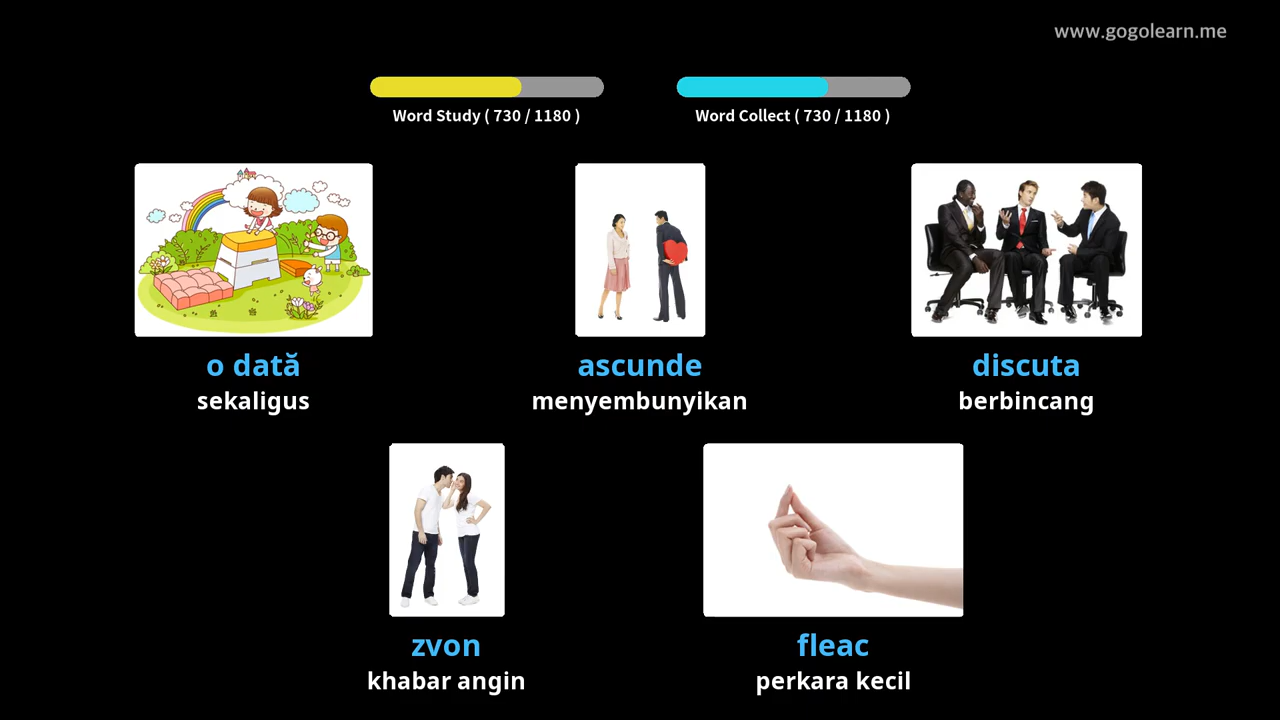 www.gogolearn.me
Word Study ( 730 / 1180 )
Word Collect ( 730 / 1180 )
o dată
sekaligus
ascunde
menyembunyikan
discuta
berbincang
zvon
khabar angin
fleac
perkara kecil